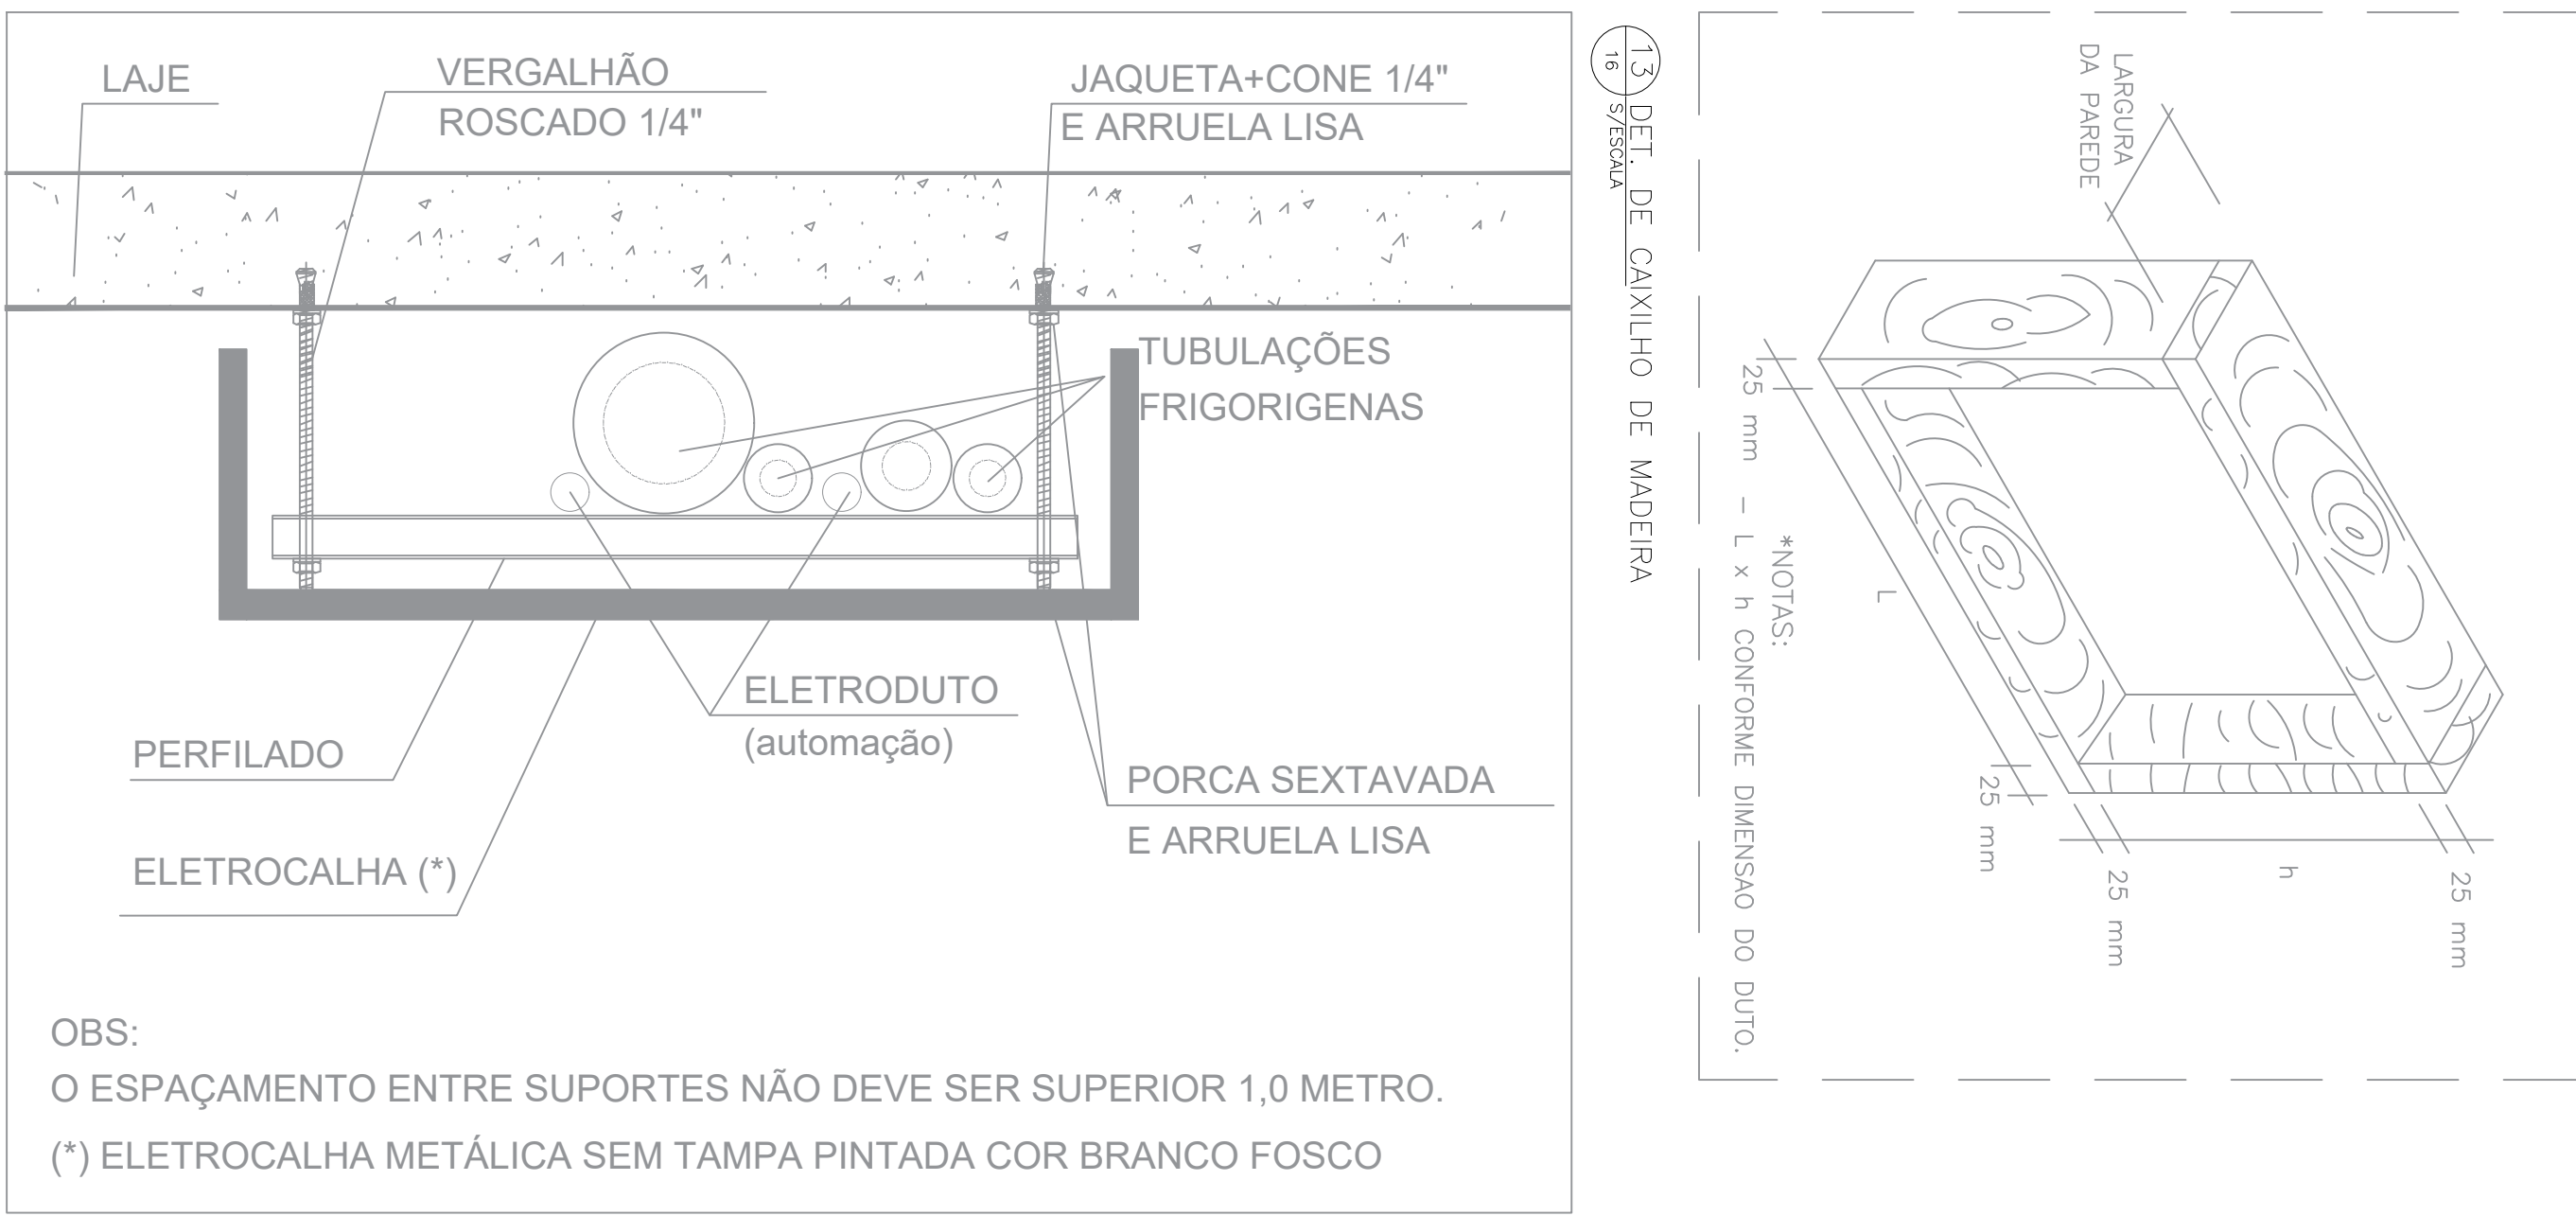 LAJE
VERGALHÃO
ROSCADO 1/4"
JAQUETA+CONE 1/4"
E ARRUELA LISA
TUBULAÇÕES
FRIGORIGENAS
ELETRODUTO
(automação)
PERFILADO
PORCA SEXTAVADA
E ARRUELA LISA
ELETROCALHA (*)
OBS:
O ESPAÇAMENTO ENTRE SUPORTES NÃO DEVE SER SUPERIOR 1,0 METRO.
(*) ELETROCALHA METÁLICA SEM TAMPA PINTADA COR BRANCO FOSCO
13
16
DET. DE CAIXILHO DE MADEIRA
S/ESCALA
LARGURA
DA PAREDE
25 mm
L
25 mm
25 mm
h
25 mm
*NOTAS:
- L x h CONFORME DIMENSAO DO DUTO.